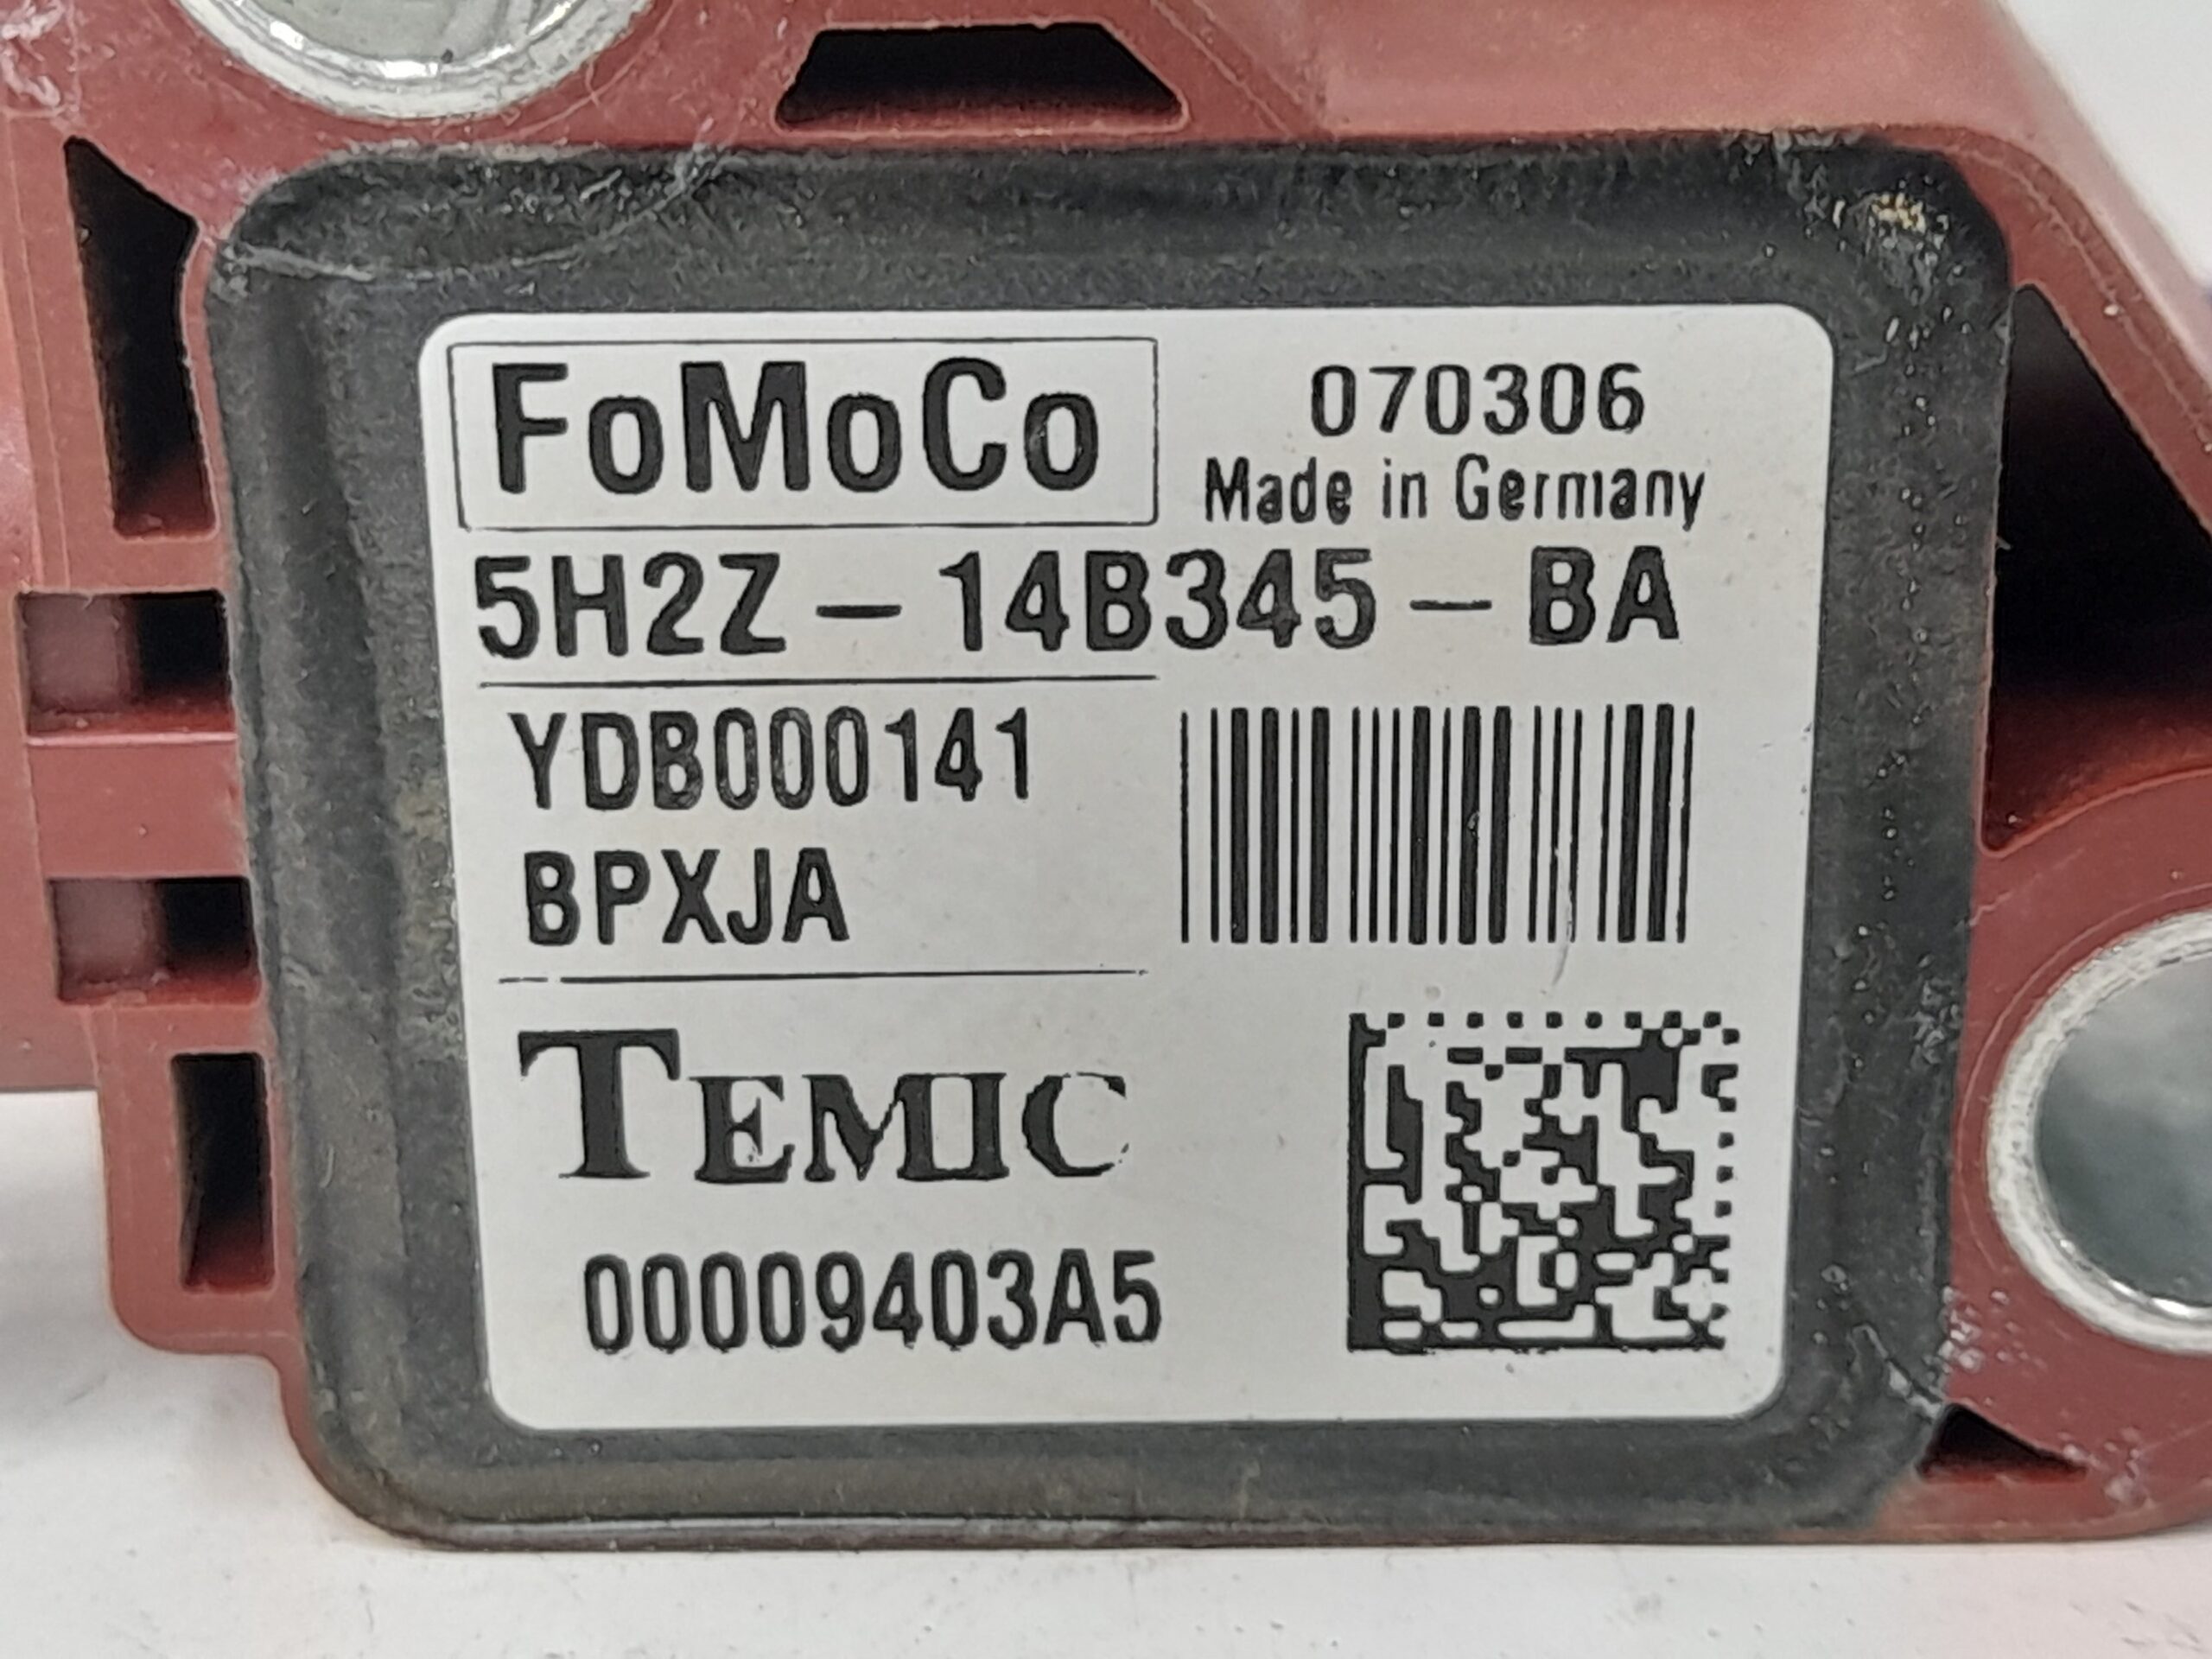 FoMoCo
070306
Made in Germany
5H2Z-14B345-BA
YDB000141
BPXJA
TEMIC
00009403A5